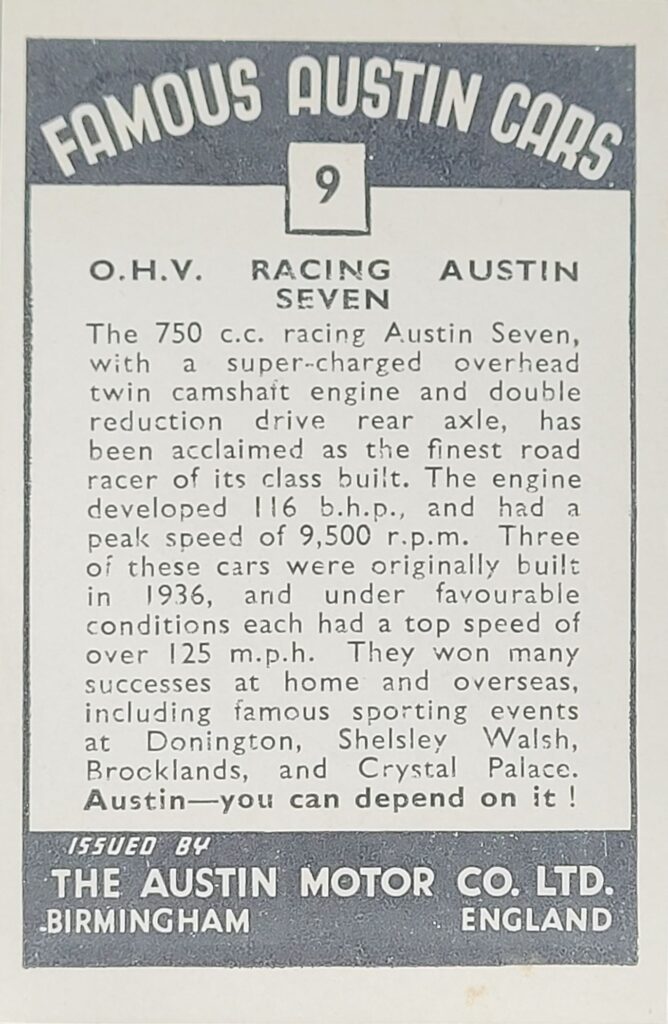 FAMOUS AUSTIN CARS
9
O.H.V. RACING AUSTIN
SEVEN
The 750 c.c. racing Austin Seven,
with a super-charged overhead
twin camshaft engine and double
reduction drive rear axle, has
been acclaimed as the finest road
racer of its class built. The engine
developed 116 b.h.p., and had a
peak speed of 9,500 r.p.m. Three
of these cars were originally built
in 1936, and under favourable
conditions each had a top speed of
over 125 m.p.h. They won many
successes at home and overseas,
including famous sporting events
at Donington, Shelsley Walsh,
Brocklands, and Crystal Palace.
Austin—you can depend on it !
ISSUED BY
THE AUSTIN MOTOR CO. LTD.
BIRMINGHAM ENGLAND